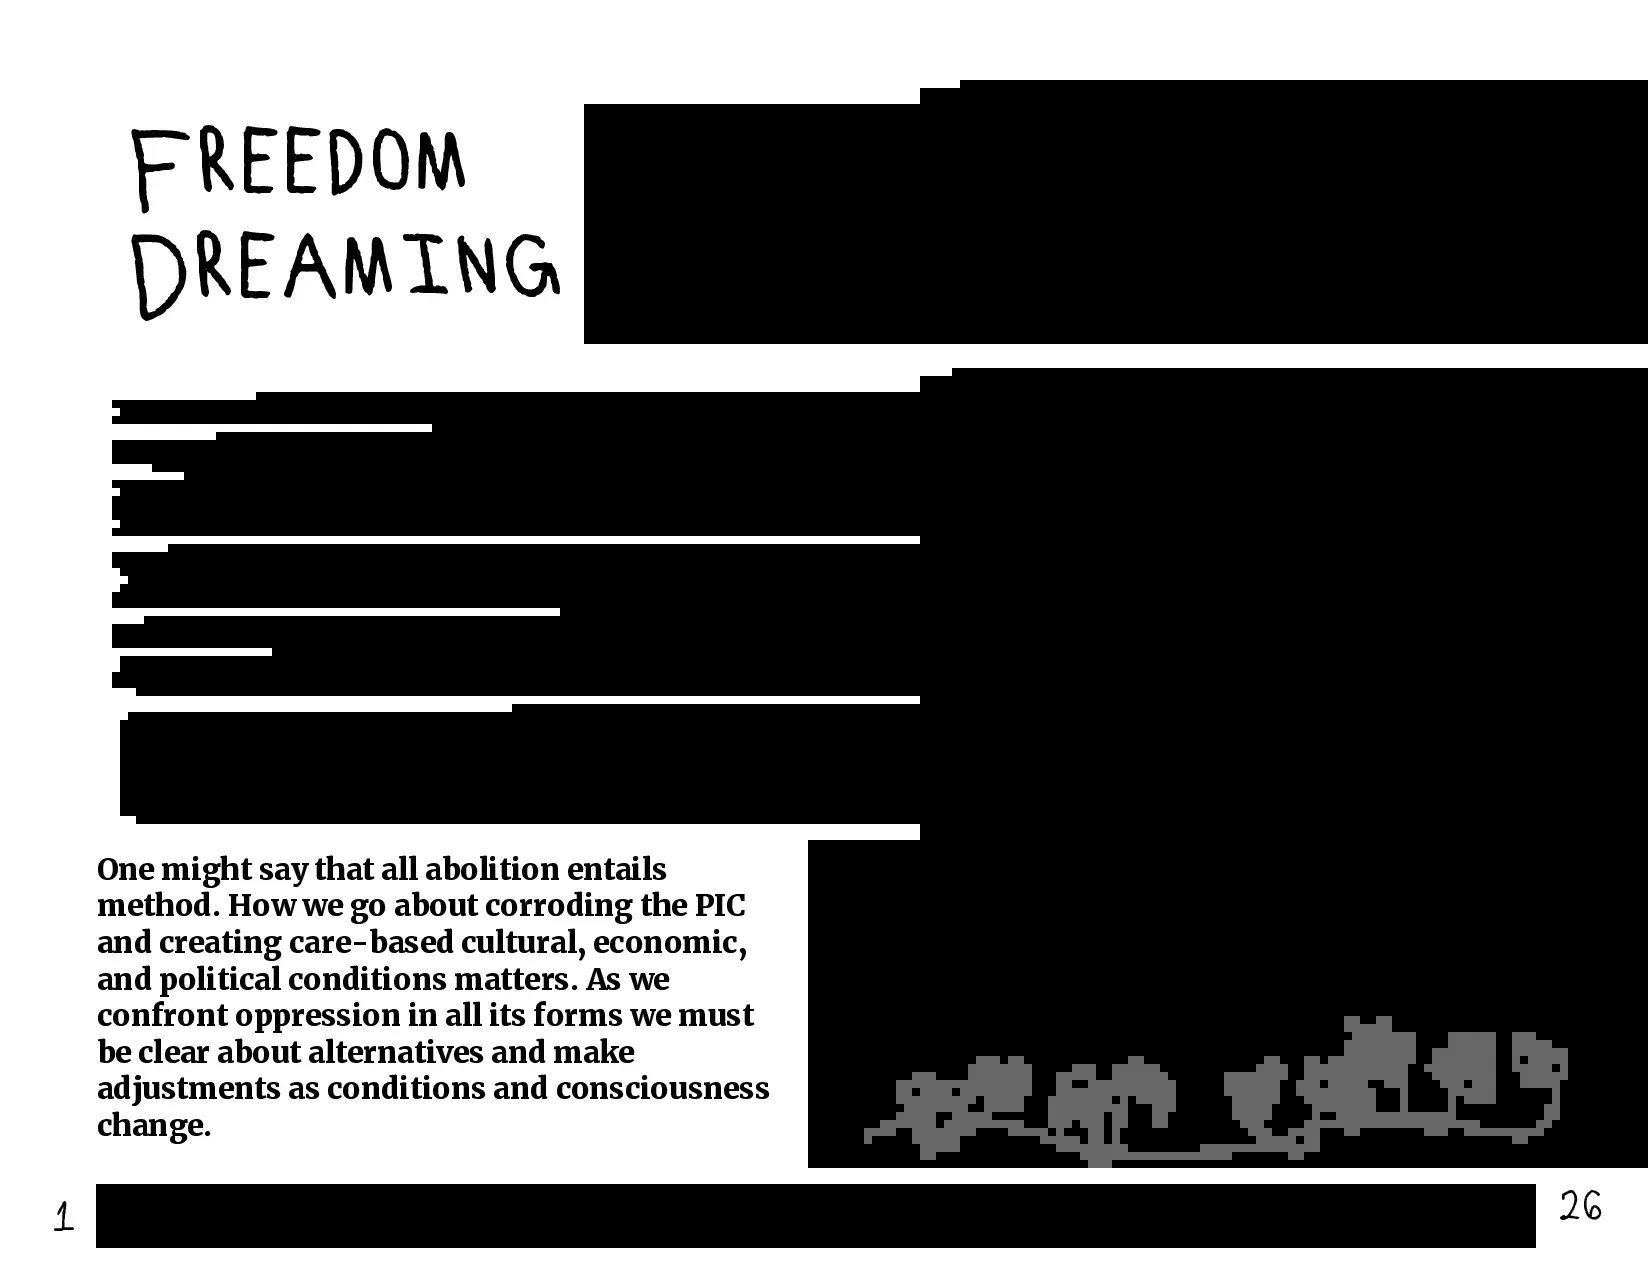 FREEDOM
DREAMING
One might say that all abolition entails
method. How we go about corroding the PIC
and creating care-based cultural, economic,
and political conditions matters. As we
confront oppression in all its forms we must
be clear about alternatives and make
adjustments as conditions and consciousness
change.
1
26